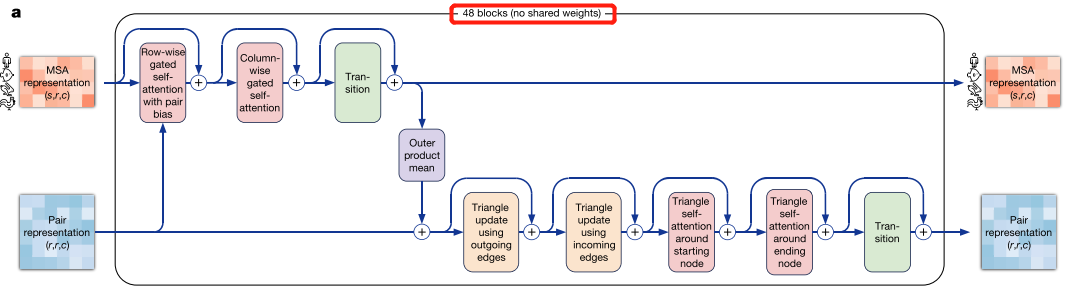 a
48 blocks (no shared weights)
MSA
representation
(s,r,c)
Row-wise
gated
self-
attention
with pair
bias
+
Column-
wise
gated
self-
attention
+
Tran-
sition
+
MSA
representation
(s,r,c)
Outer
product
mean
Pair
representation
(r,r,c)
+
Triangle
update
using
outgoing
edges
+
Triangle
update
using
incoming
edges
+
Triangle
self-
attention
around
starting
node
+
Triangle
self-
attention
around
ending
node
+
Tran-
sition
+
Pair
representation
(r,r,c)